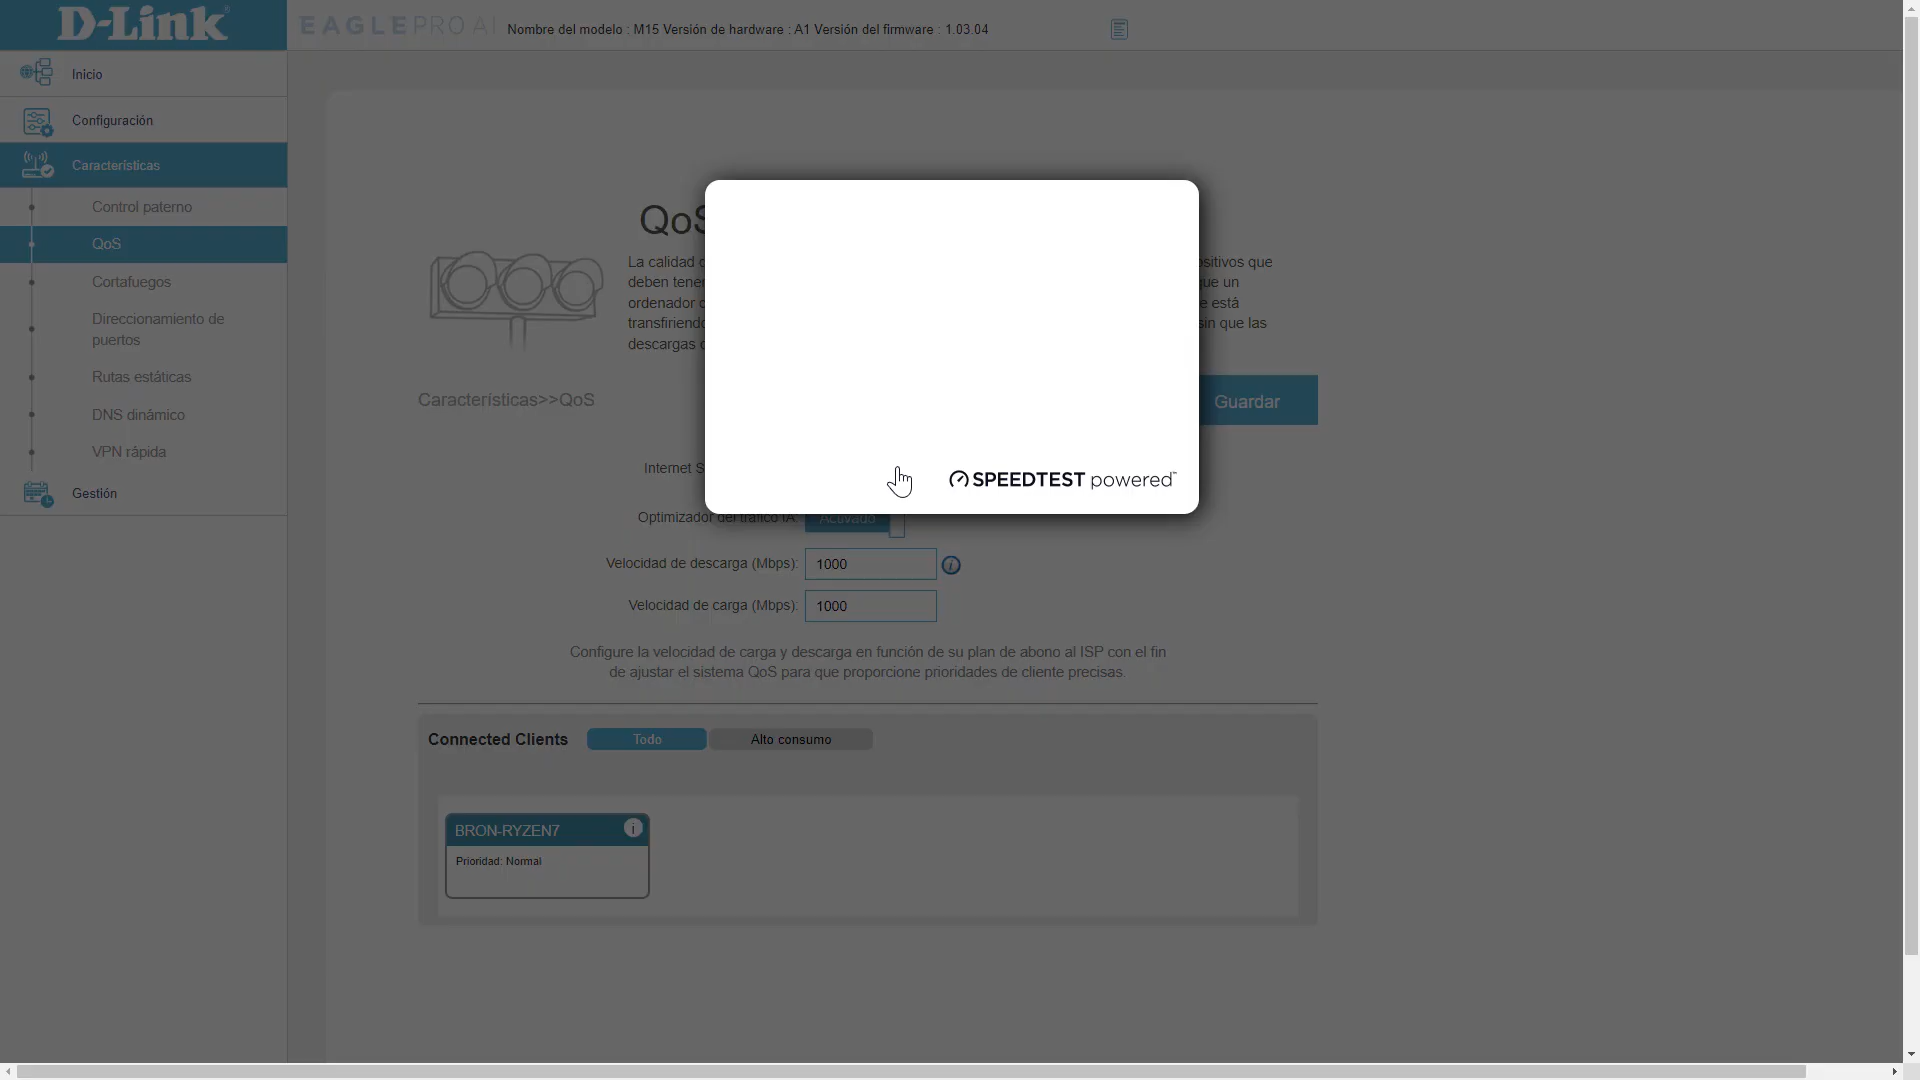 D-Link®
EAGLE PRO AI
Nombre del modelo : M15 Versión de hardware : A1 Versión del firmware : 1.03.04
Inicio
Configuración
Características
Control paterno
QoS
Cortafuegos
Direccionamiento de
puertos
Rutas estáticas
DNS dinámico
VPN rápida
Gestión
QoS
La calidad
deben tener
ordenador
transfiriendo
descargas
sitivos que
que un
e está
sin que las
Características>>QoS
Guardar
SPEEDTEST powered™
Internet S
Optimizador del tráfico IA:
Activado
Velocidad de descarga (Mbps):
1000
Velocidad de carga (Mbps):
1000
Configure la velocidad de carga y descarga en función de su plan de abono al ISP con el fin
de ajustar el sistema QoS para que proporcione prioridades de cliente precisas.
Connected Clients
Todo
Alto consumo
BRON-RYZEN7
Prioridad: Normal